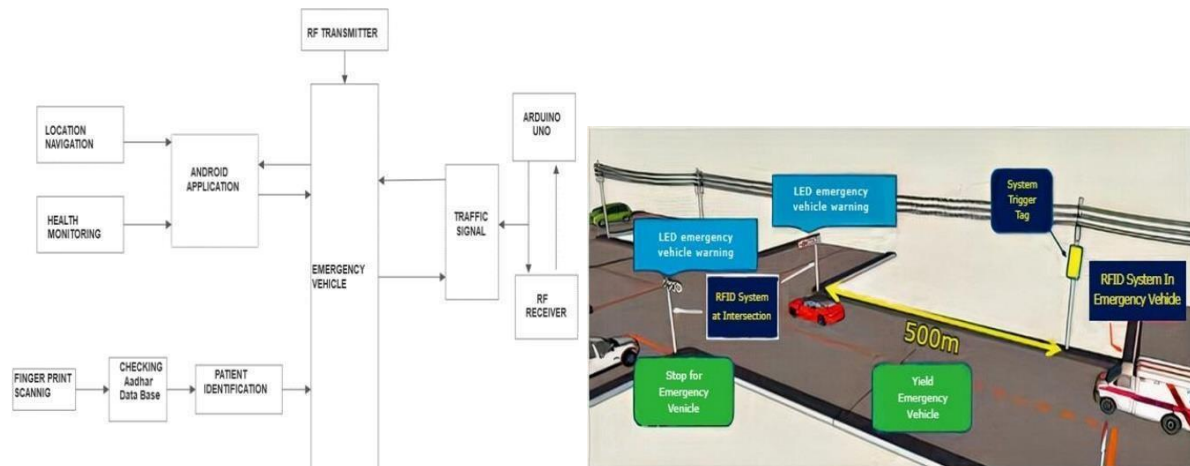 RF TRANSMITTER
LOCATION
NAVIGATION
ANDROID
APPLICATION
HEALTH
MONITORING
EMERGENCY
VEHICLE
TRAFFIC
SIGNAL
ARDUINO
UNO
RF
RECEIVER
FINGER PRINT
SCANNIG
CHECKING
Aadhar
Data Base
PATIENT
IDENTIFICATION
LED emergency
vehicle warning
LED emergency
vehicle warning
System
Trigger
Tag
RFID System
at Intersection
RFID System In
Emergency Vehicle
500m
Stop for
Emergency
Venicle
Yield
Emergency
Vehicle